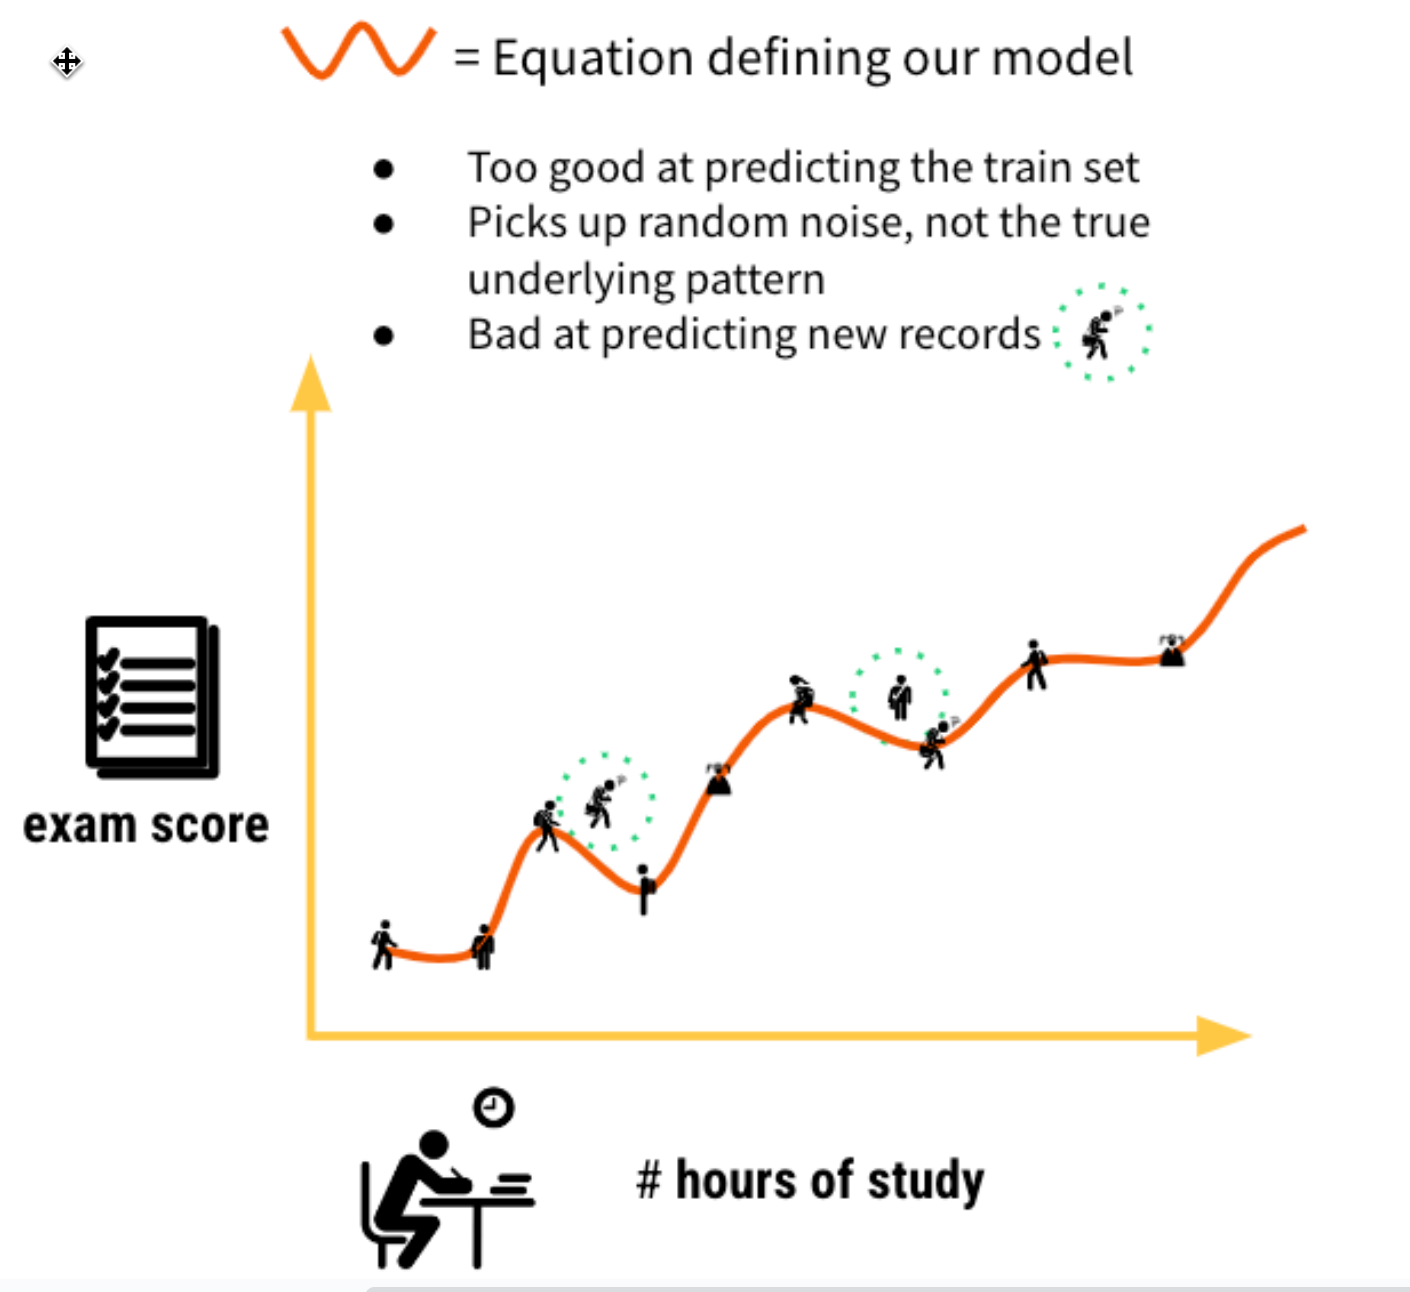 = Equation defining our model
● Too good at predicting the train set
● Picks up random noise, not the true
underlying pattern
● Bad at predicting new records
exam score
# hours of study